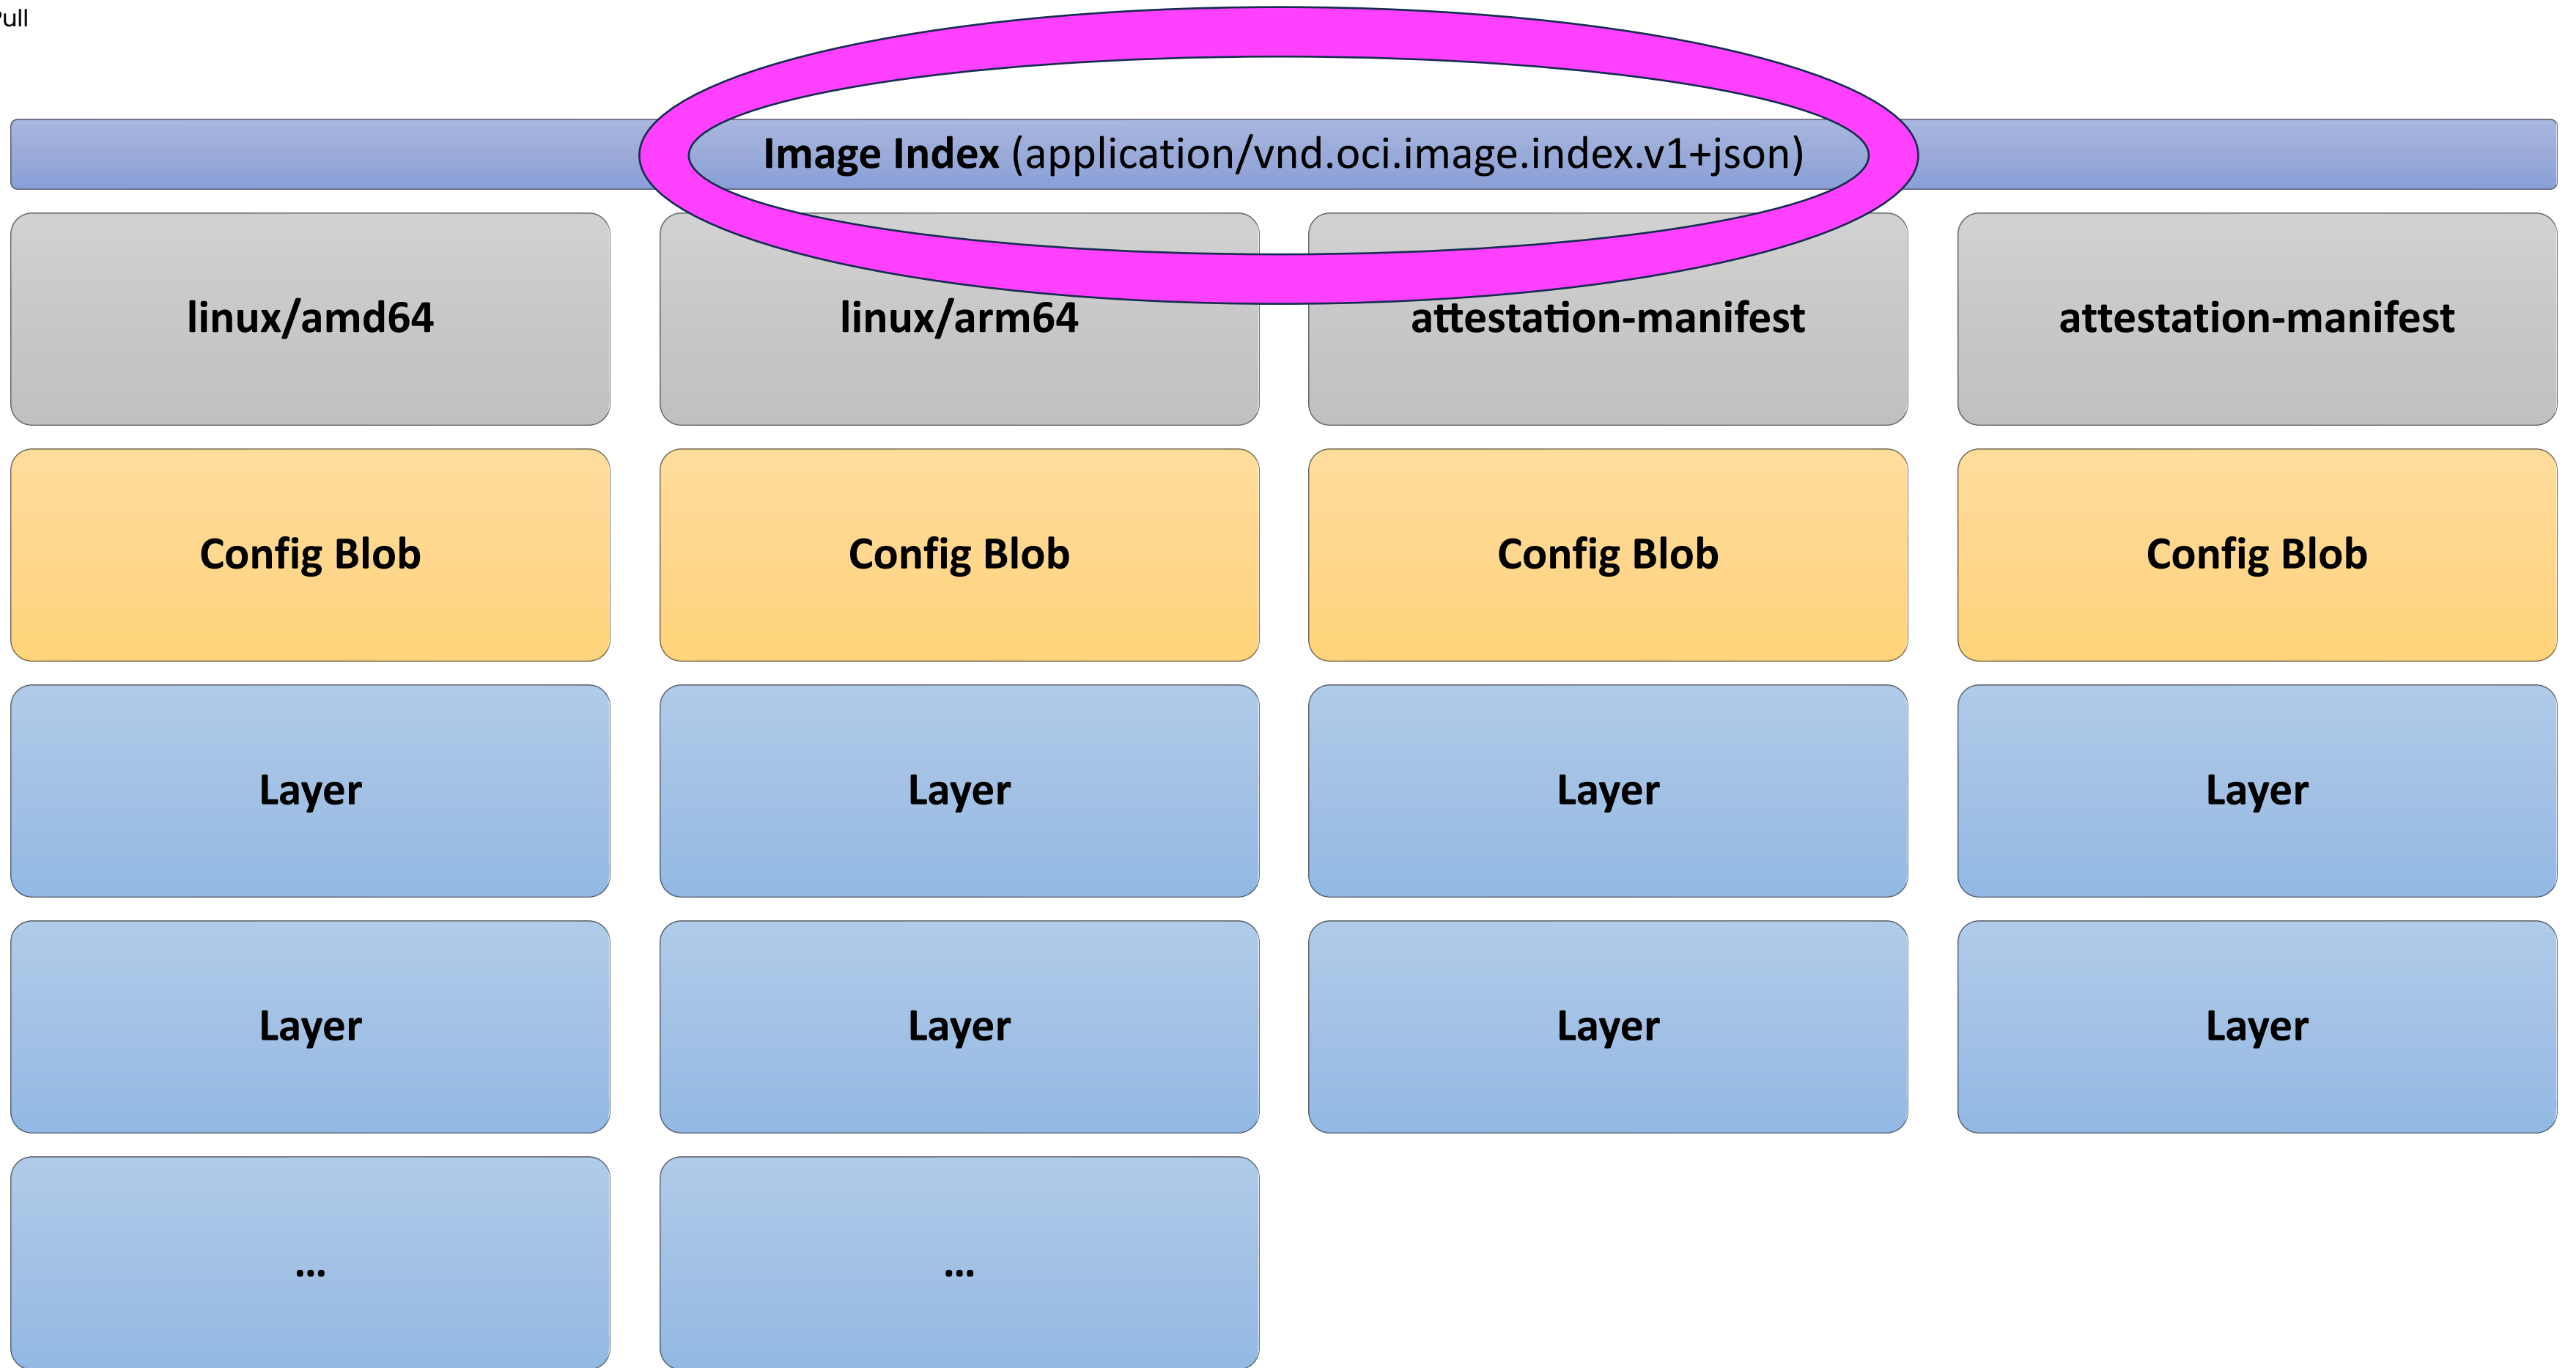 Pull
Image Index (application/vnd.oci.image.index.v1+json)
linux/amd64
linux/arm64
attestation-manifest
attestation-manifest
Config Blob
Config Blob
Config Blob
Config Blob
Layer
Layer
Layer
Layer
Layer
Layer
Layer
Layer
...
...